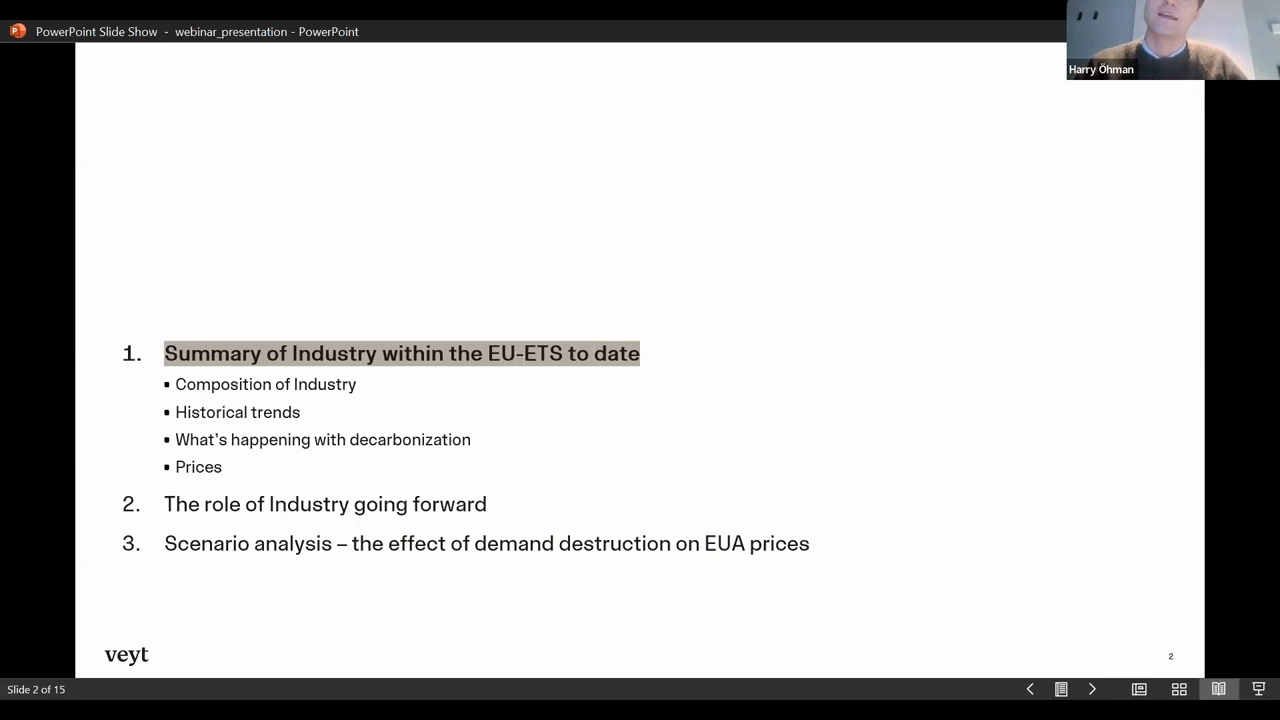 PowerPoint Slide Show - webinar_presentation - PowerPoint
Harry Öhman
1. Summary of Industry within the EU-ETS to date
▪ Composition of Industry
▪ Historical trends
▪ What's happening with decarbonization
▪ Prices
2. The role of Industry going forward
3. Scenario analysis – the effect of demand destruction on EUA prices
veyt
2
Slide 2 of 15